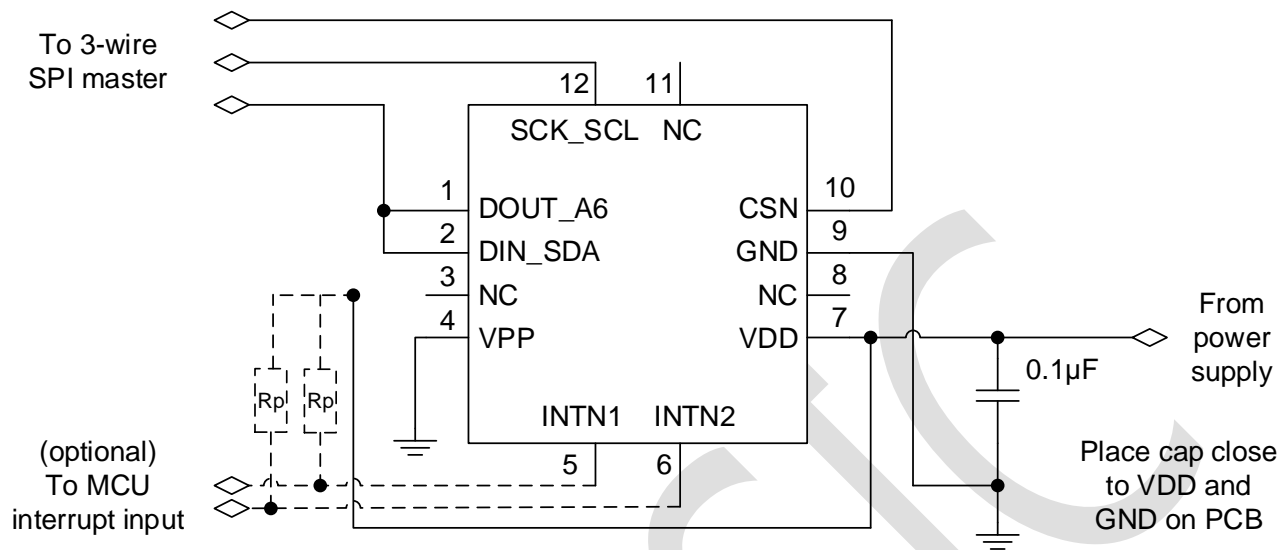 To 3-wire
SPI master
12
11
SCK_SCL
NC
1
DOUT_A6
2
DIN_SDA
3
NC
4
VPP
CSN
10
GND
9
NC
8
VDD
7
INTN1
INTN2
5
6
Rp
Rp
(optional)
To MCU
interrupt input
From
power
supply
0.1µF
Place cap close
to VDD and
GND on PCB